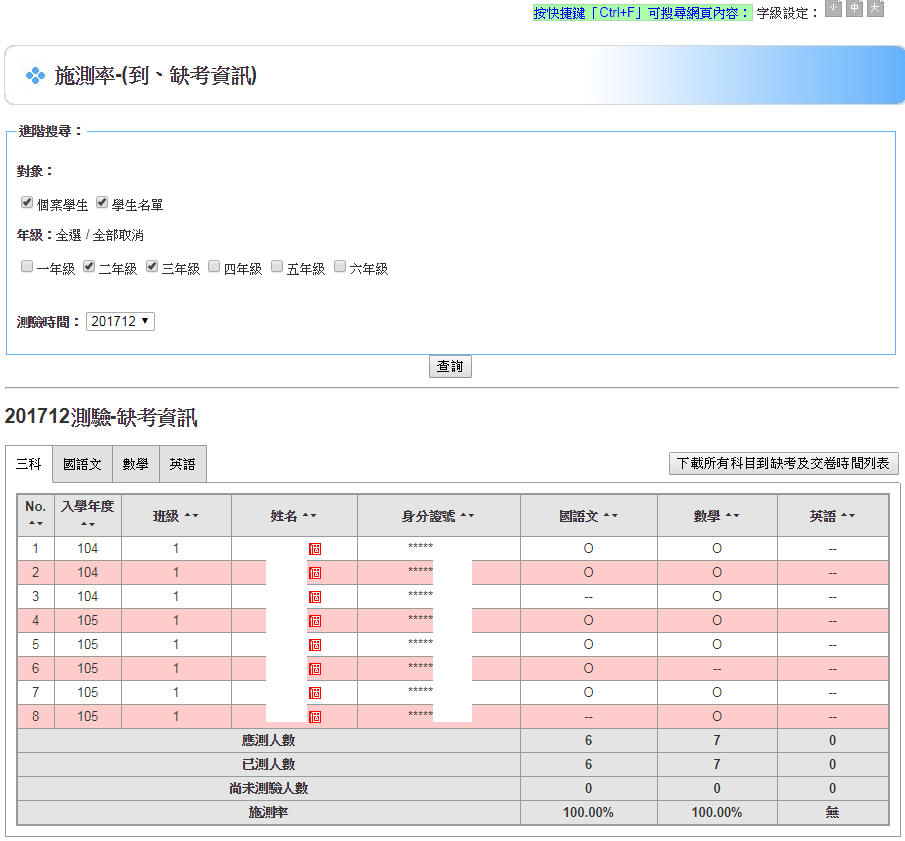 按快捷鍵「Ctrl+F」可搜尋網頁內容： 字級設定： 小 中 大
施測率-(到、缺考資訊)
進階搜尋：
對象：
個案學生 學生名單
年級：全選 / 全部取消
一年級 二年級 三年級 四年級 五年級 六年級
測驗時間： 201712
查詢
201712測驗-缺考資訊
三科 國語文 數學 英語 下載所有科目到缺考及交卷時間列表
No. 入學年度 班級 姓名 身分證號 國語文 數學 英語
1 104 1 個 ***** O O --
2 104 1 個 ***** O O --
3 104 1 個 ***** -- O --
4 105 1 個 ***** O O --
5 105 1 個 ***** O O --
6 105 1 個 ***** O -- --
7 105 1 個 ***** O O --
8 105 1 個 ***** -- O --
應測人數 6 7 0
已測人數 6 7 0
尚未測驗人數 0 0 0
施測率 100.00% 100.00% 無